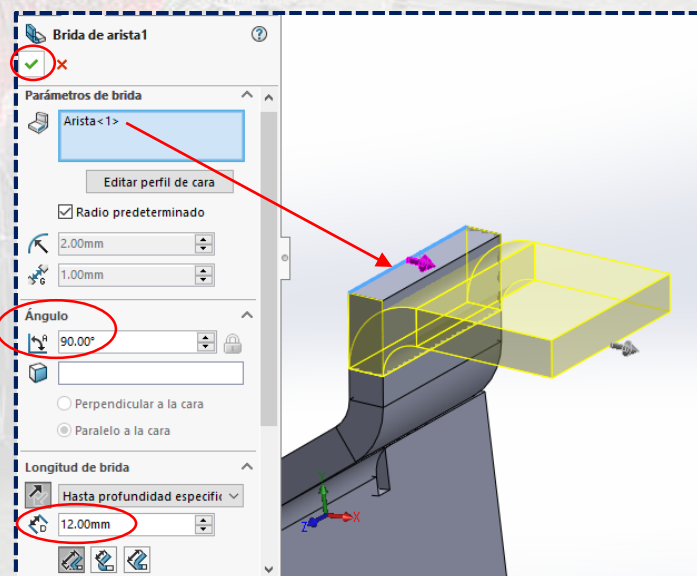 Brida de arista1
Parámetros de brida
Arista<1>
Editar perfil de cara
Radio predeterminado
2.00mm
1.00mm
Ángulo
90.00°
Perpendicular a la cara
Paralelo a la cara
Longitud de brida
Hasta profundidad especific
12.00mm
Z
X